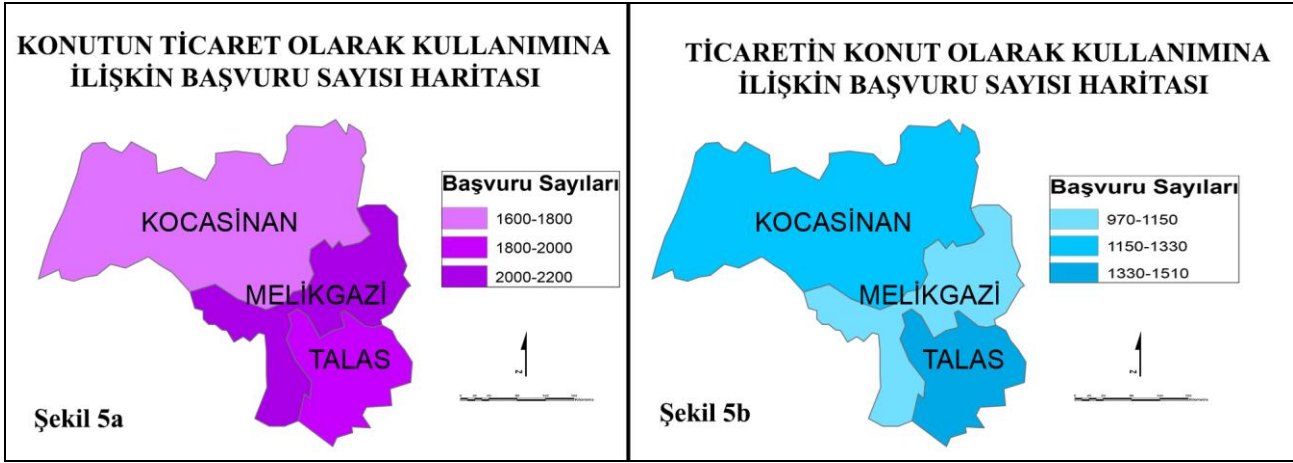 KONUTUN TİCARET OLARAK KULLANIMINA
İLİŞKİN BAŞVURU SAYISI HARİTASI
KOCASİNAN
MELİKGAZİ
TALAS
Başvuru Sayıları
1600-1800
1800-2000
2000-2200
Şekil 5a
TİCARETİN KONUT OLARAK KULLANIMINA
İLİŞKİN BAŞVURU SAYISI HARİTASI
KOCASİNAN
MELİKGAZİ
TALAS
Başvuru Sayıları
970-1150
1150-1330
1330-1510
Şekil 5b